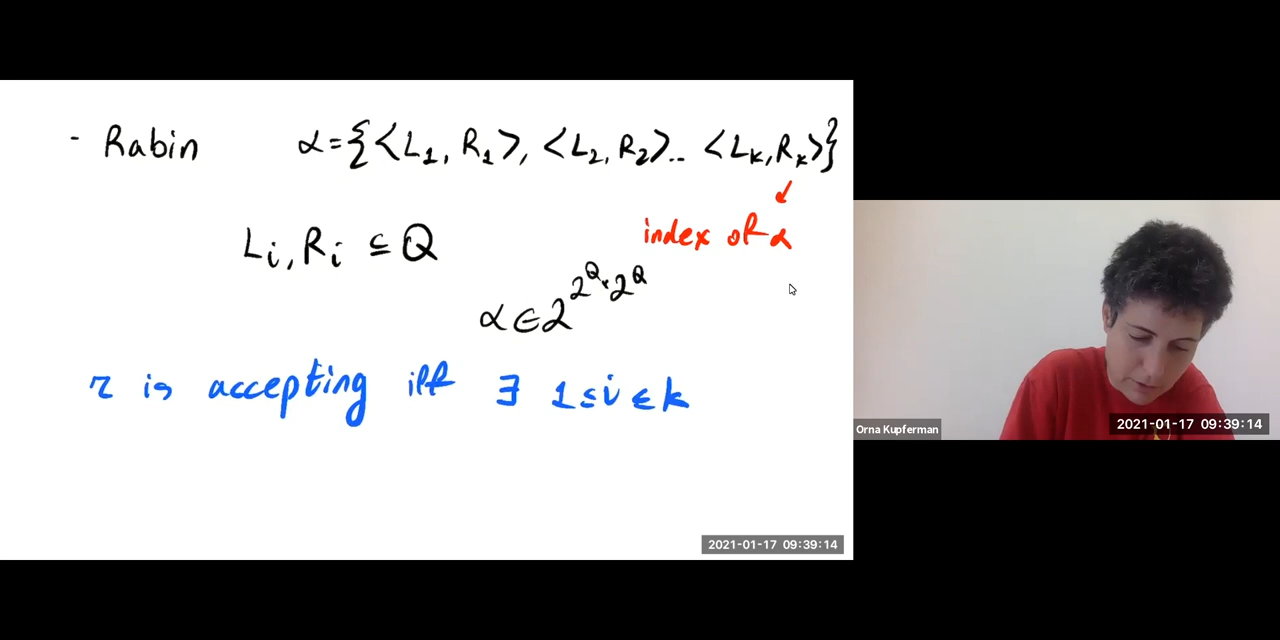 - Rabin α={<L₁, R₁>, <L₂, R₂>.. <Lₖ, Rₖ>}
index of α
Lᵢ, Rᵢ ⊆ Q
α ∈ 2^{2^Q × 2^Q}
r is accepting iff ∃ 1≤i≤k
Orna Kupferman
2021-01-17 09:39:14
2021-01-17 09:39:14